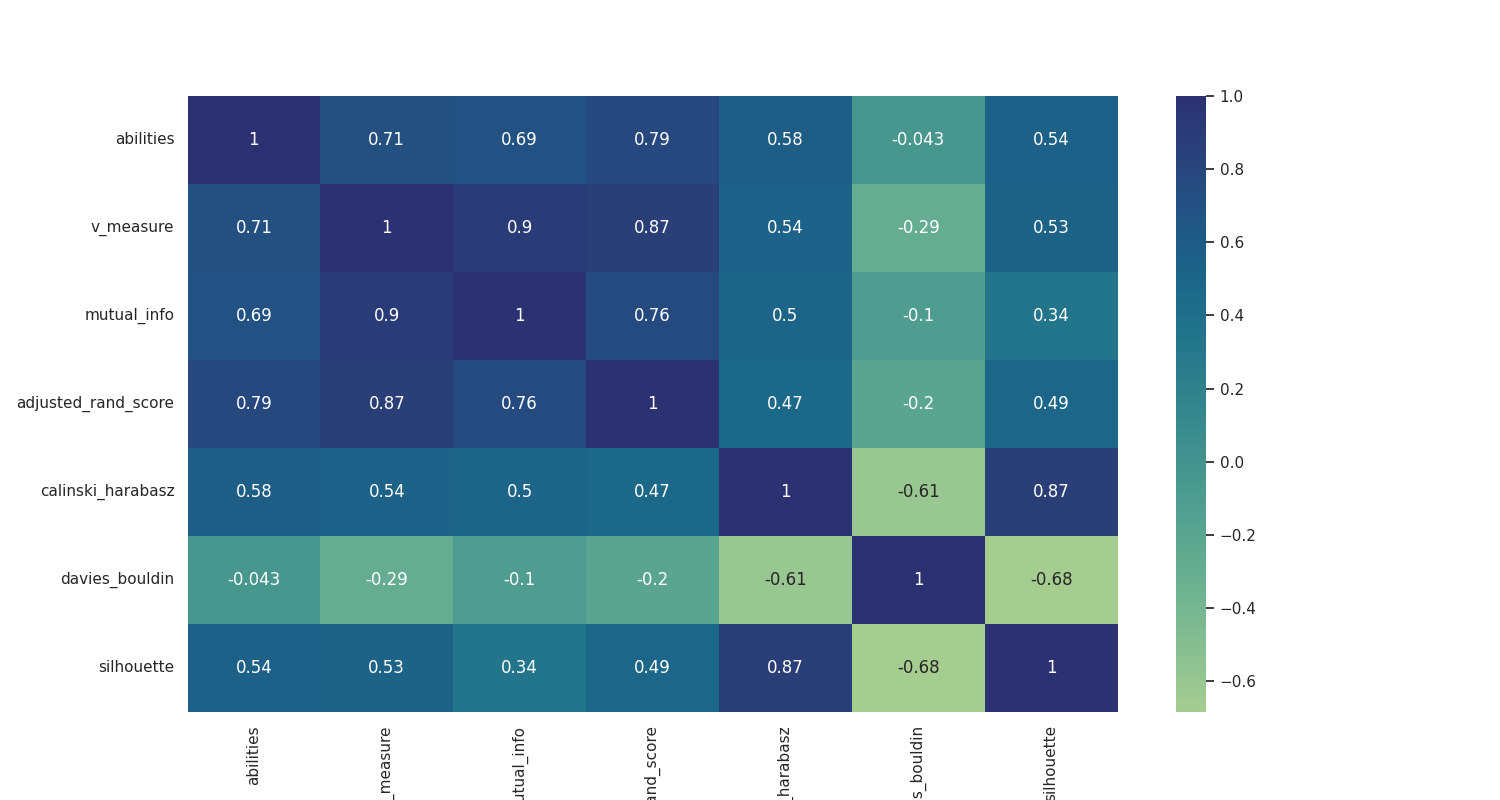 1.0
abilities 1 0.71 0.69 0.79 0.58 -0.043 0.54
0.8
v_measure 0.71 1 0.9 0.87 0.54 -0.29 0.53
0.6
mutual_info 0.69 0.9 1 0.76 0.5 -0.1 0.34
0.4
0.2
adjusted_rand_score 0.79 0.87 0.76 1 0.47 -0.2 0.49
0.0
calinski_harabasz 0.58 0.54 0.5 0.47 1 -0.61 0.87
−0.2
davies_bouldin -0.043 -0.29 -0.1 -0.2 -0.61 1 -0.68
−0.4
silhouette 0.54 0.53 0.34 0.49 0.87 -0.68 1
−0.6
abilities
_measure
utual_info
and_score
_harabasz
s_bouldin
silhouette